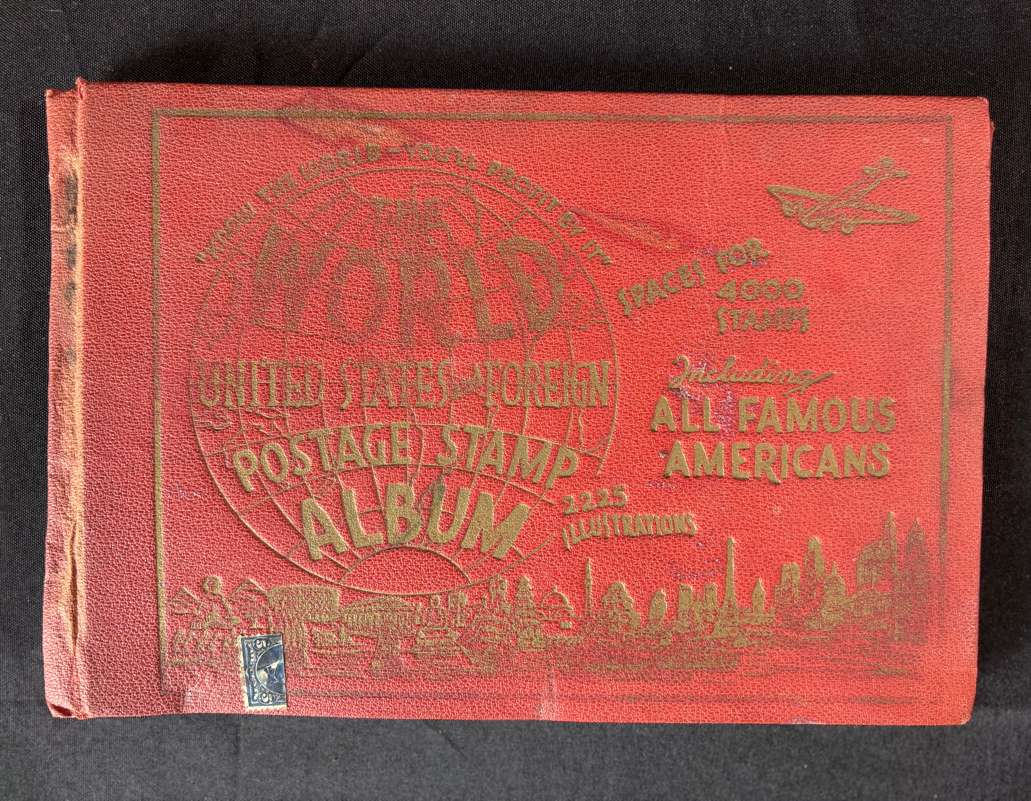 "KNOW THE WORLD—YOU'LL PROFIT BY IT"
THE
WORLD
UNITED STATES and FOREIGN
POSTAGE STAMP
ALBUM
SPACES FOR
4000
STAMPS
Including
ALL FAMOUS
AMERICANS
2225
ILLUSTRATIONS